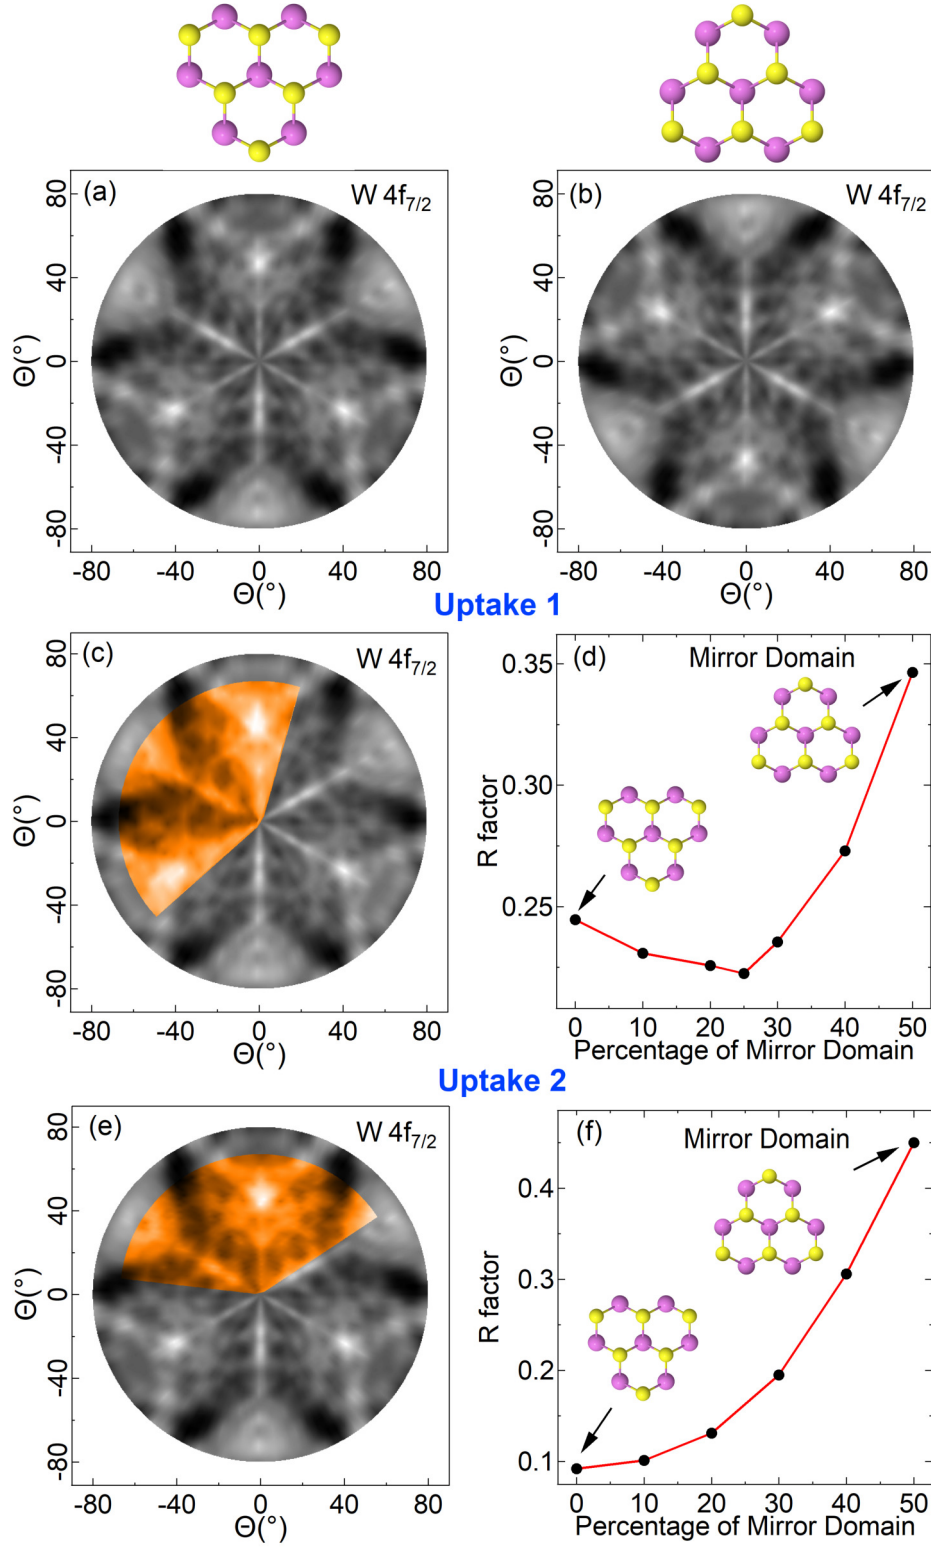 (a) W 4f7/2
80
40
0
-40
-80
Θ(°)
-80 -40 0 40 80
Θ(°)
(b) W 4f7/2
80
40
0
-40
-80
Θ(°)
-80 -40 0 40 80
Θ(°)
Uptake 1
(c) W 4f7/2
80
40
0
-40
-80
Θ(°)
-80 -40 0 40 80
Θ(°)
(d) Mirror Domain
0.35
0.30
0.25
R factor
0 10 20 30 40 50
Percentage of Mirror Domain
Uptake 2
(e) W 4f7/2
80
40
0
-40
-80
Θ(°)
-80 -40 0 40 80
Θ(°)
(f) Mirror Domain
0.4
0.3
0.2
0.1
R factor
0 10 20 30 40 50
Percentage of Mirror Domain